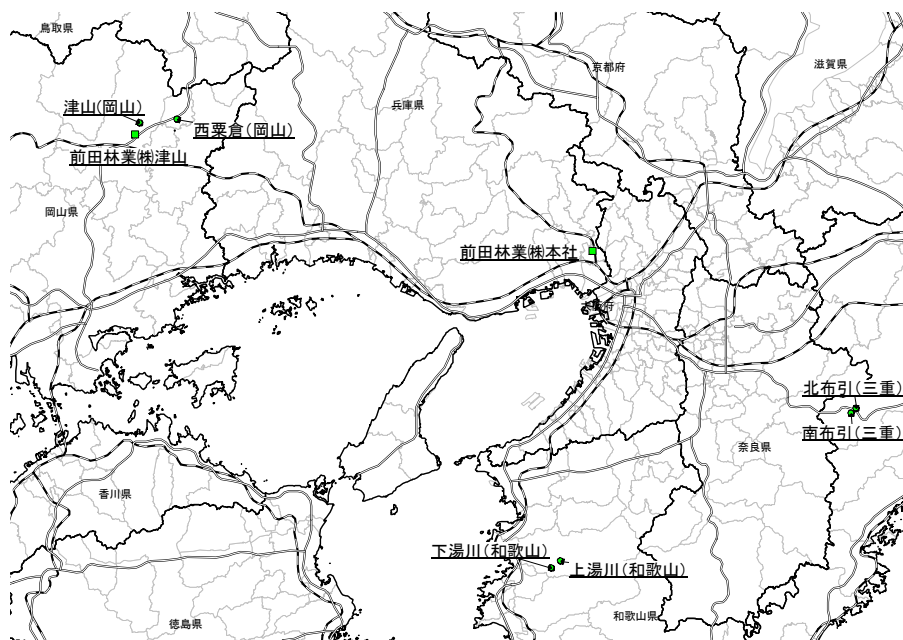 鳥取県
京都府
滋賀県
兵庫県
津山(岡山)
西粟倉(岡山)
前田林業㈱津山
岡山県
前田林業㈱本社
北布引(三重)
南布引(三重)
奈良県
香川県
下湯川(和歌山)
上湯川(和歌山)
和歌山県
徳島県